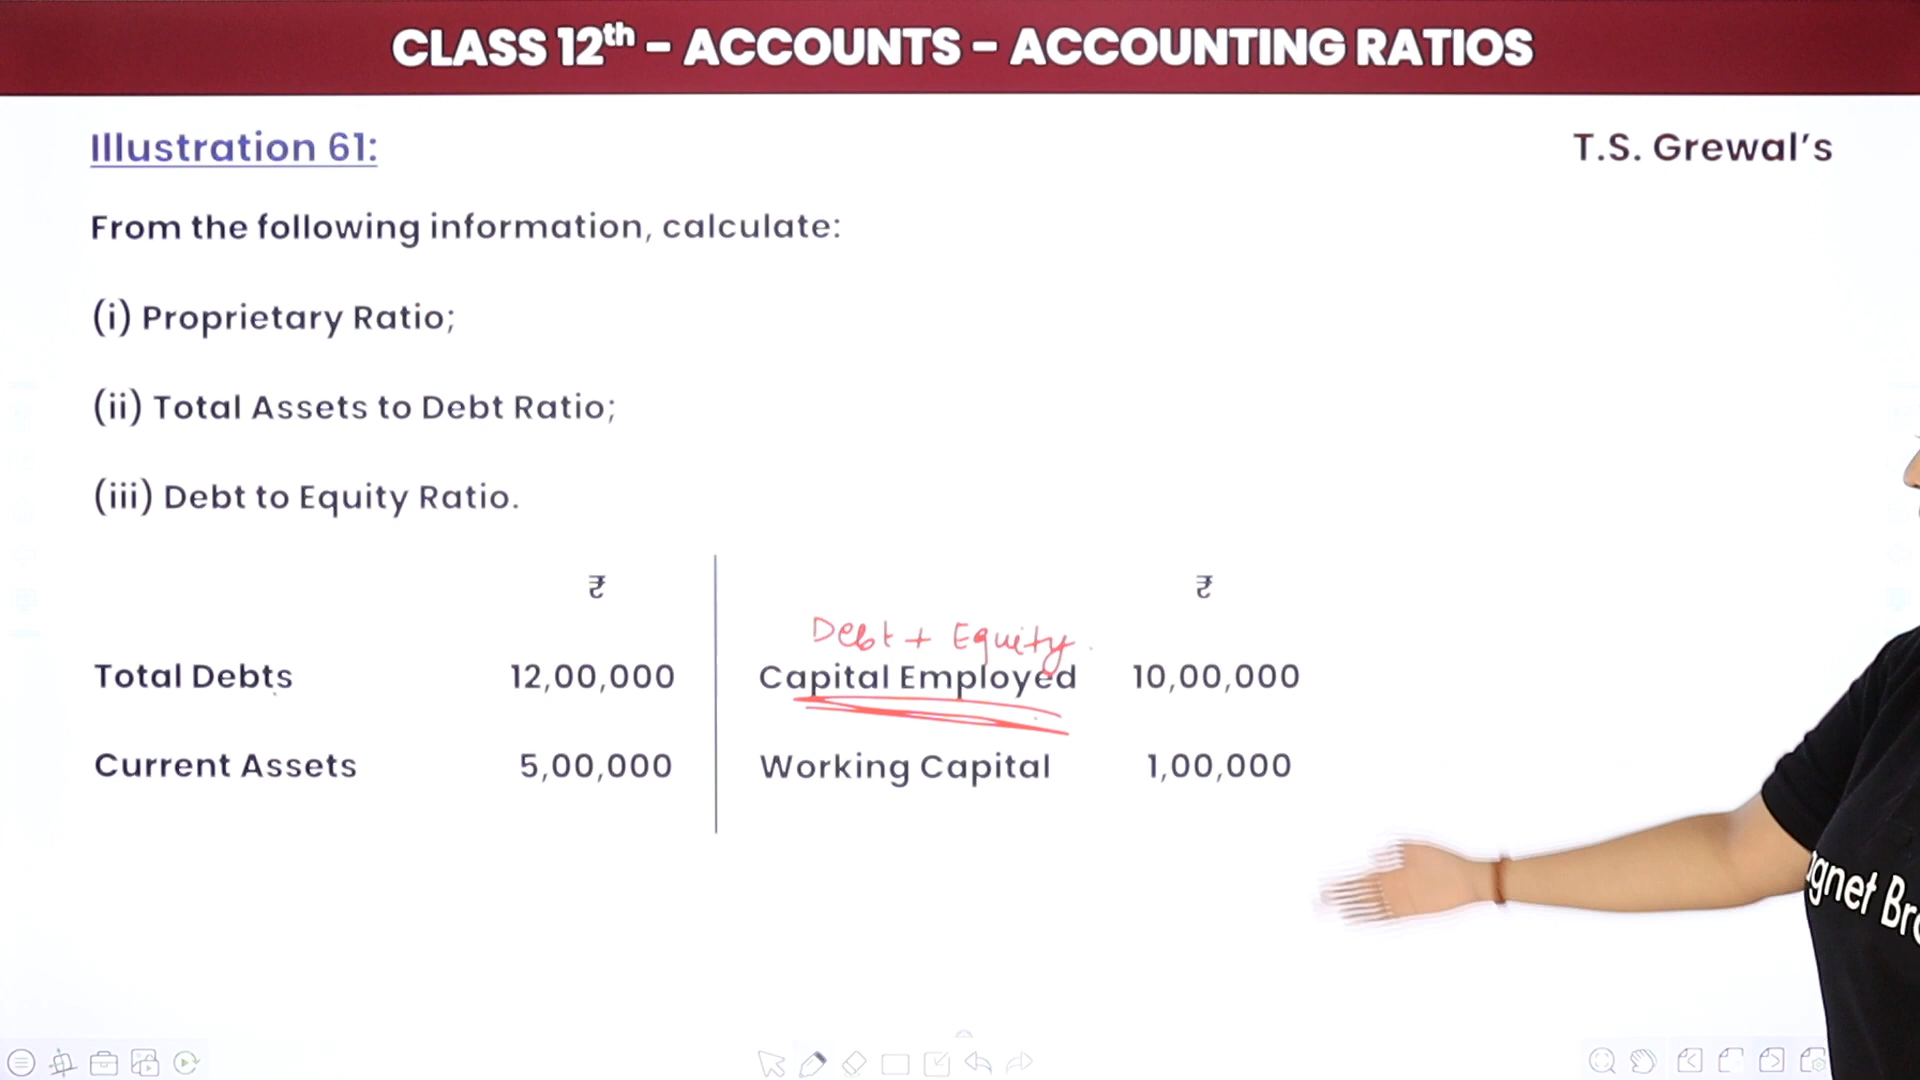 CLASS 12th - ACCOUNTS - ACCOUNTING RATIOS
Illustration 61:
T.S. Grewal's
From the following information, calculate:
(i) Proprietary Ratio;
(ii) Total Assets to Debt Ratio;
(iii) Debt to Equity Ratio.
₹ ₹
Debt + Equity
Total Debts 12,00,000 Capital Employed 10,00,000
Current Assets 5,00,000 Working Capital 1,00,000